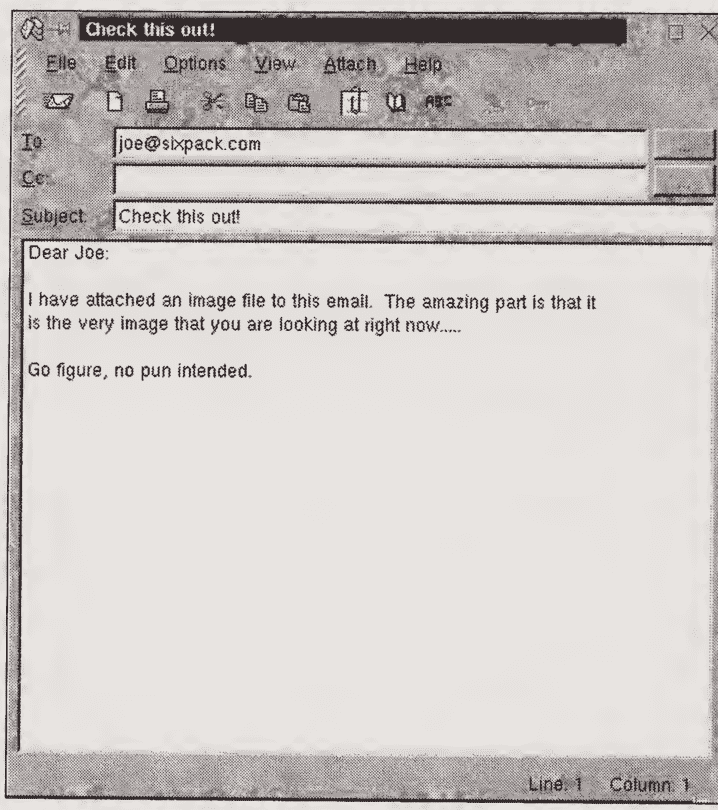 Check this out!
File Edit Options View Attach Help
ABC
To: joe@sixpack.com
...
Cc:
...
Subject: Check this out!
Dear Joe:
I have attached an image file to this email. The amazing part is that it
is the very image that you are looking at right now.....
Go figure, no pun intended.
Line: 1 Column: 1